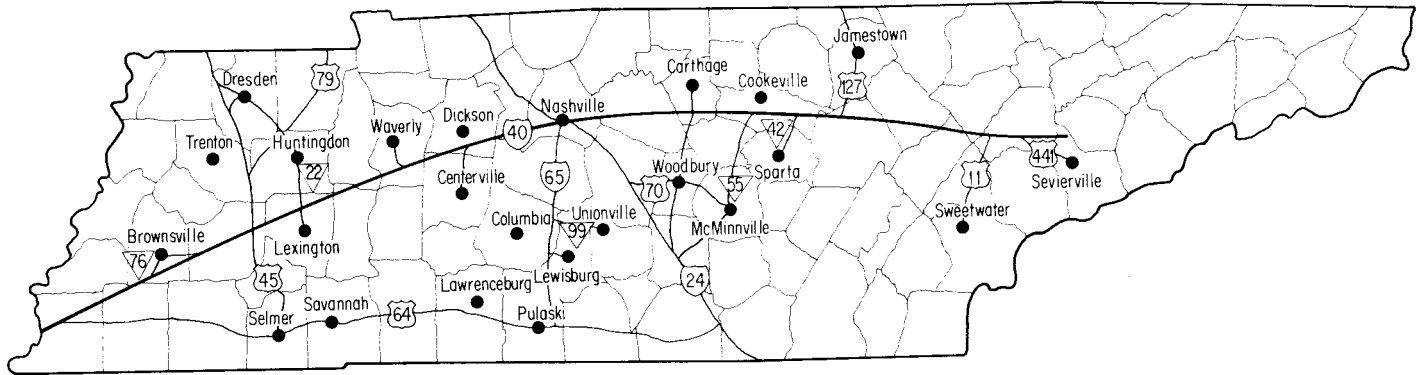 Jamestown
79
Dresden
Carthage
Cookeville
127
Nashville
Dickson
Waverly
40
42
Trenton
Huntingdon
441
22
Woodbury
Sparta
65
70
55
11
Sevierville
Centerville
Columbia
Unionville
99
McMinnville
Sweetwater
Brownsville
Lexington
76
Lewisburg
45
24
Lawrenceburg
Savannah
64
Selmer
Pulaski